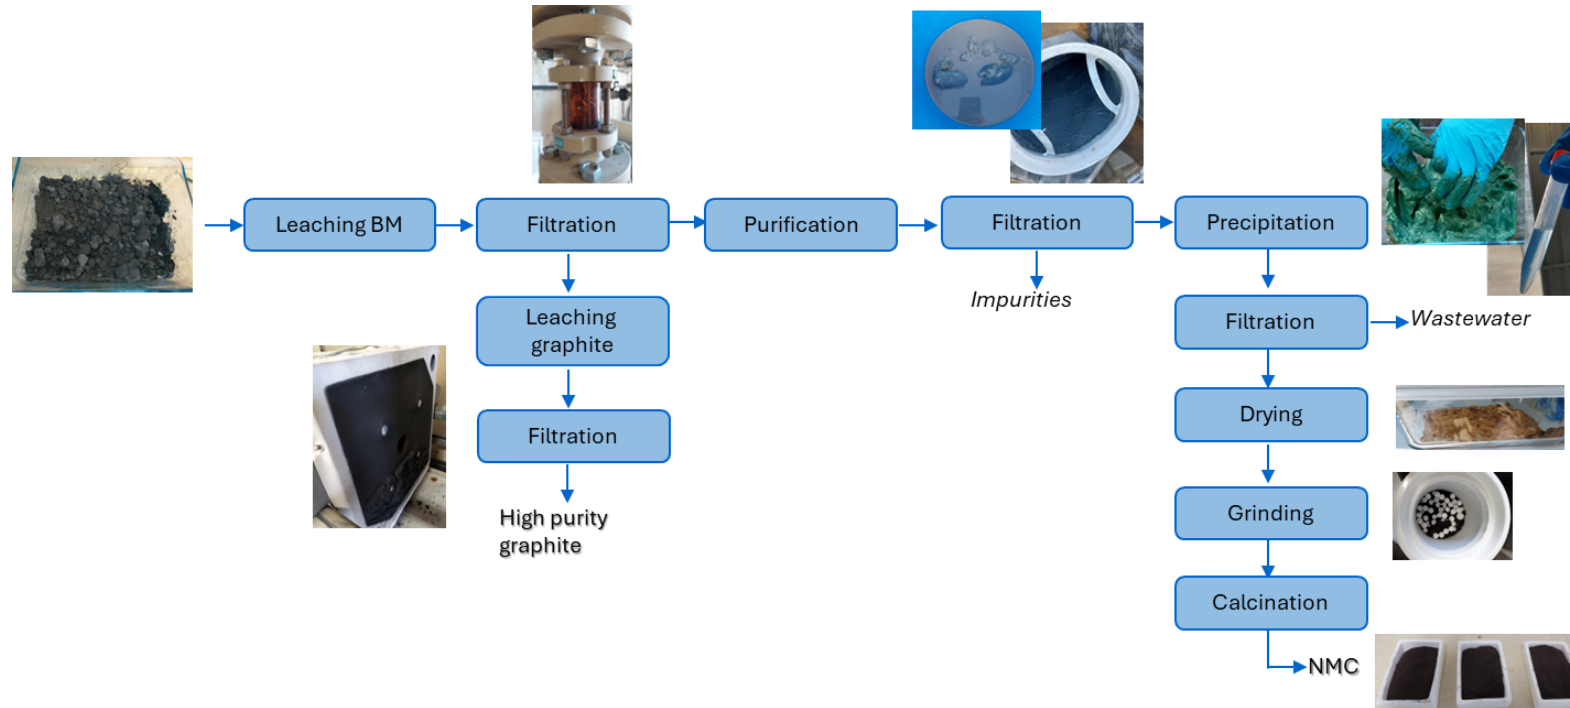 Leaching BM
Filtration
Purification
Filtration
Precipitation
Impurities
Leaching
graphite
Filtration
Wastewater
Filtration
Drying
High purity
graphite
Grinding
Calcination
NMC